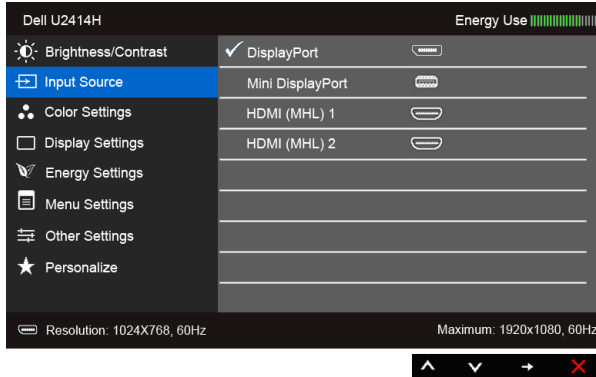 Dell U2414H Energy Use
Brightness/Contrast DisplayPort
Input Source Mini DisplayPort
Color Settings HDMI (MHL) 1
Display Settings HDMI (MHL) 2
Energy Settings
Menu Settings
Other Settings
Personalize
Resolution: 1024X768, 60Hz Maximum: 1920x1080, 60Hz